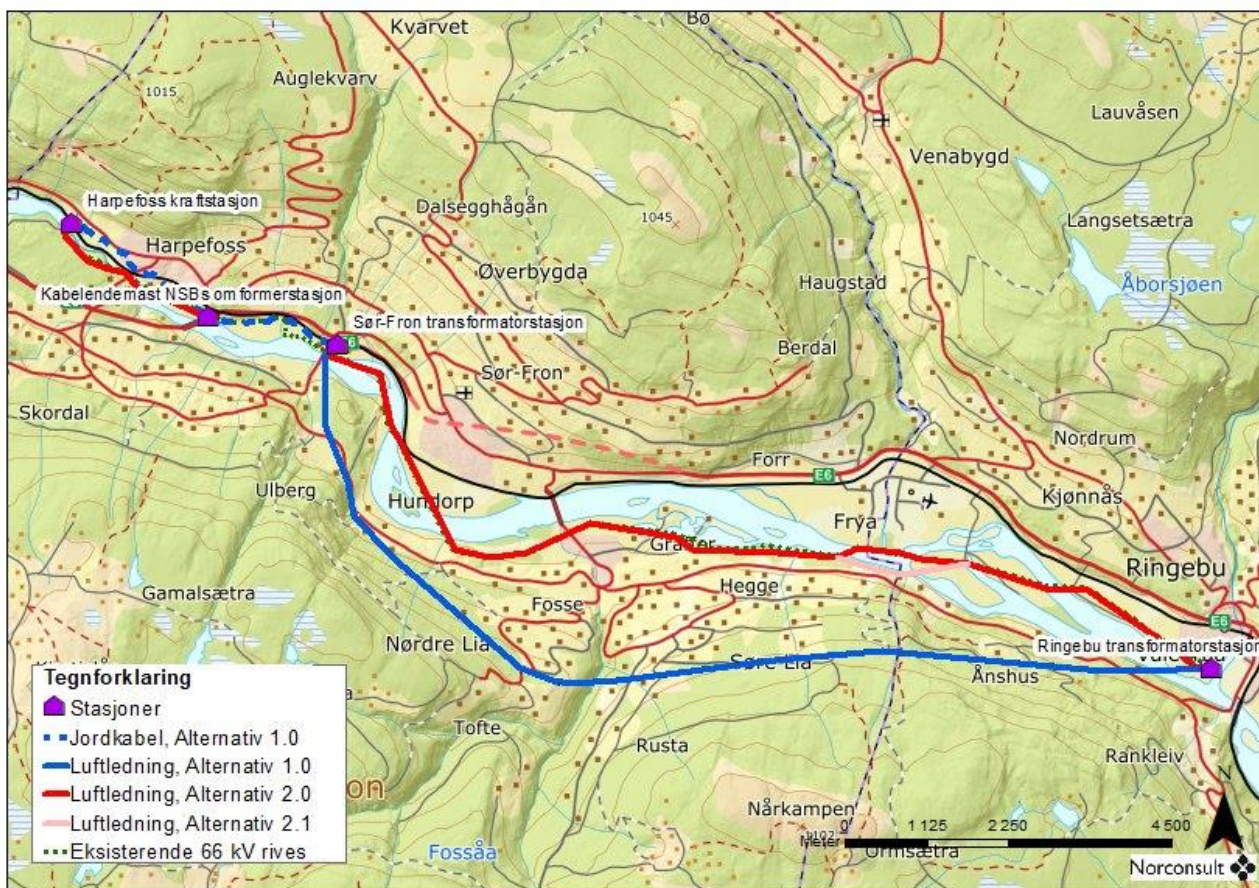 Bø
Kvarvet
Auglekvarv
1015
Lauvåsen
Venabygd
Harpefoss kraftstasjon
Dalsegghågån
1045
Langsetsætra
Harpefoss
Øverbygda
Haugstad
Åborsjøen
Kabelendemast NSBs omformerstasjon
Sør-Fron transformatorstasjon
Berdal
Sør-Fron
Skordal
Nordrum
Forr
E6
Ulberg
Kjønnås
Hundorp
Frya
Ringebu
Hegge
Gamalsætra
Fosse
E6
Nørdre Lia
Ringebu transformatorstasjon
Søre Lia
Ånshus
Tofte
Rusta
Rankleiv
N
Nårkampen
Fossåa
Ormsætra
Tegnforklaring
Stasjoner
Jordkabel, Alternativ 1.0
Luftledning, Alternativ 1.0
Luftledning, Alternativ 2.0
Luftledning, Alternativ 2.1
Eksisterende 66 kV rives
0 1 125 2 250 4 500
Meter
Norconsult